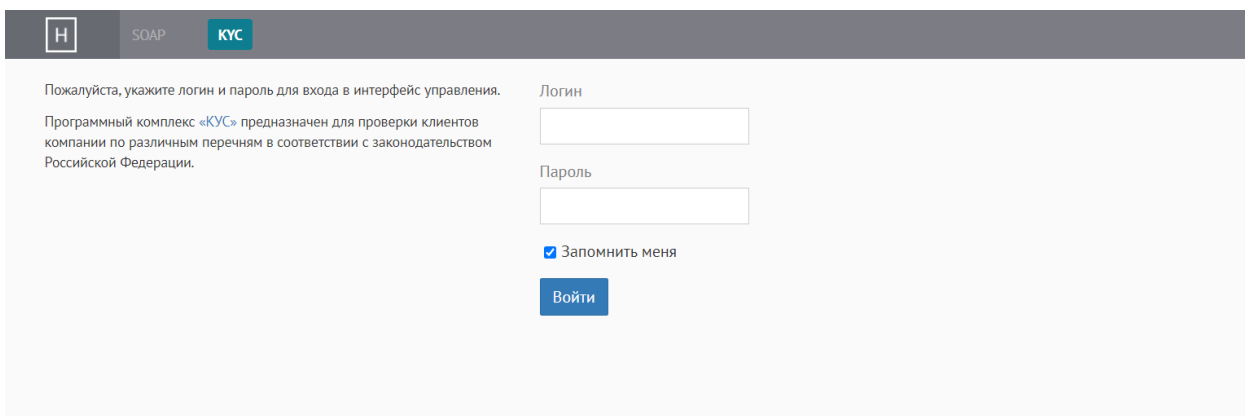 H SOAP KYC
Пожалуйста, укажите логин и пароль для входа в интерфейс управления.
Программный комплекс «КУС» предназначен для проверки клиентов
компании по различным перечням в соответствии с законодательством
Российской Федерации.
Логин
Пароль
Запомнить меня
Войти